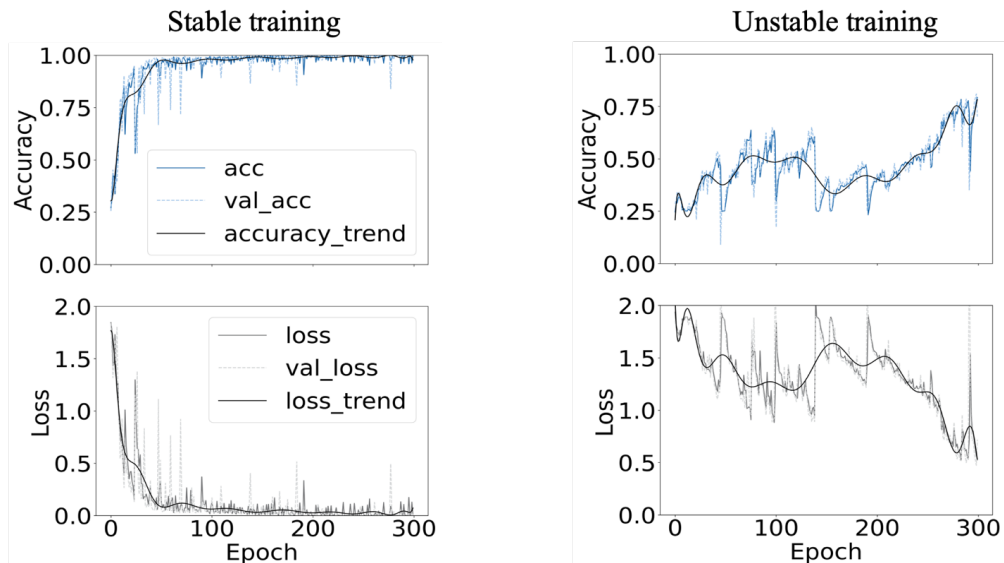 Stable training
Unstable training
1.00
0.75
0.50
0.25
0.00
Accuracy
acc
val_acc
accuracy_trend
2.0
1.5
1.0
0.5
0.0
Loss
loss
val_loss
loss_trend
0 100 200 300
Epoch
1.00
0.75
0.50
0.25
0.00
Accuracy
2.0
1.5
1.0
0.5
0.0
Loss
0 100 200 300
Epoch